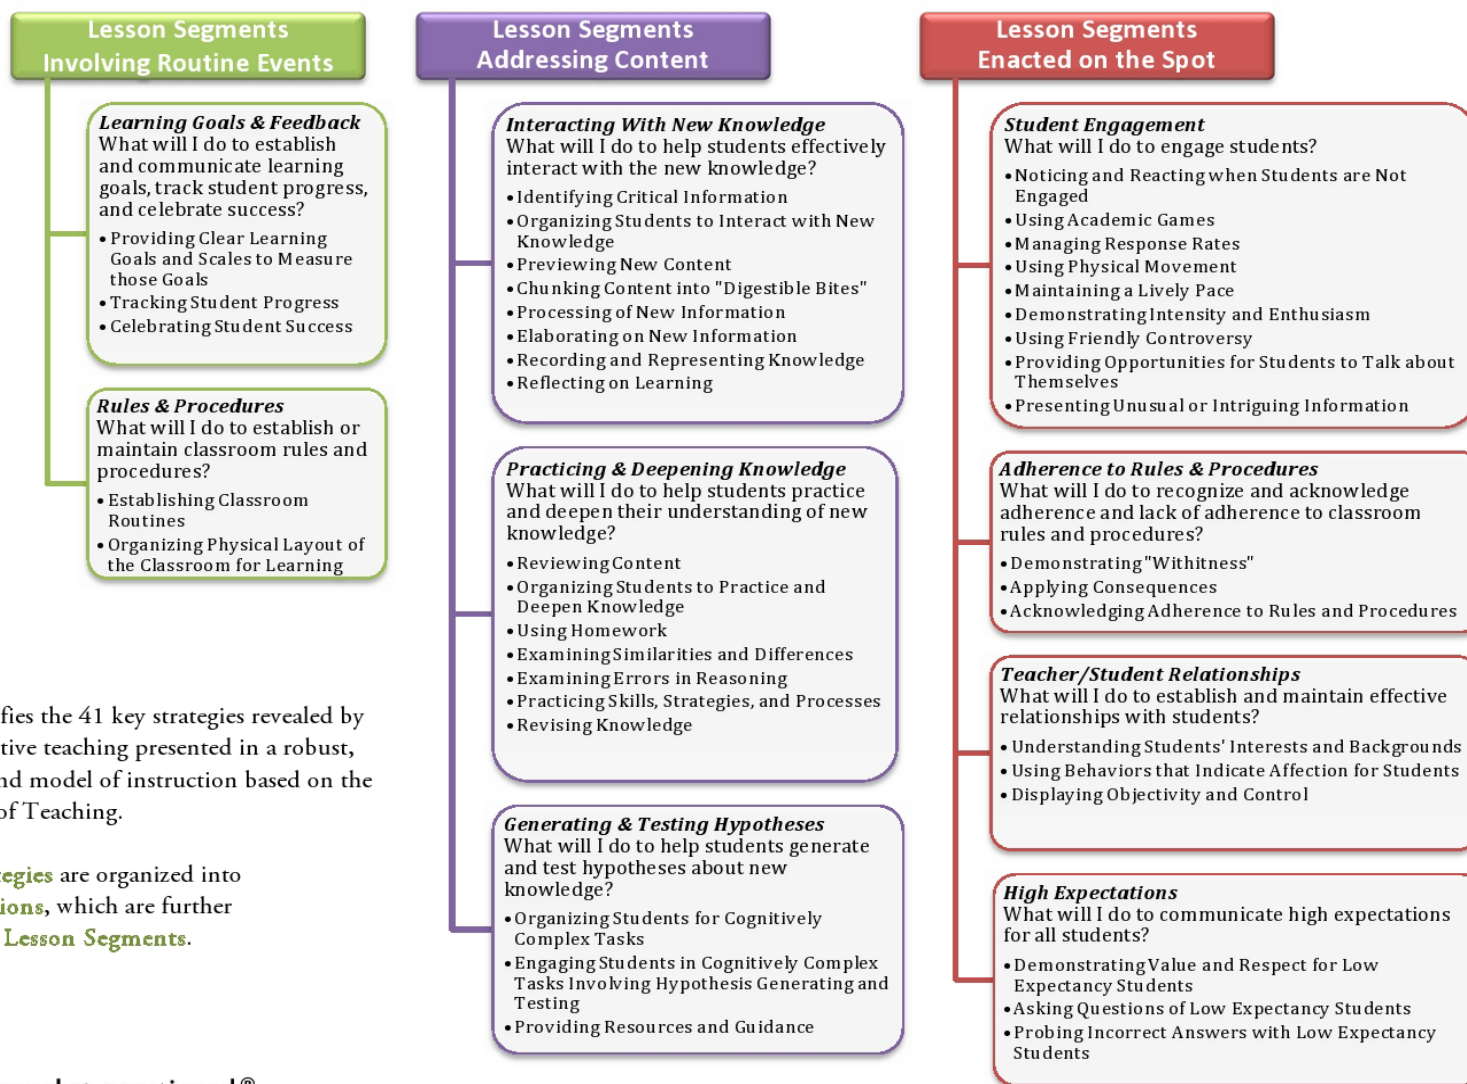 Lesson Segments
Involving Routine Events
Learning Goals & Feedback
What will I do to establish
and communicate learning
goals, track student progress,
and celebrate success?
• Providing Clear Learning
Goals and Scales to Measure
those Goals
• Tracking Student Progress
• Celebrating Student Success
Rules & Procedures
What will I do to establish or
maintain classroom rules and
procedures?
• Establishing Classroom
Routines
• Organizing Physical Layout of
the Classroom for Learning
the 41 key strategies revealed by
teaching presented in a robust,
model of instruction based on the
of Teaching.
are organized into
which are further
Lesson Segments.
Lesson Segments
Addressing Content
Interacting With New Knowledge
What will I do to help students effectively
interact with the new knowledge?
• Identifying Critical Information
• Organizing Students to Interact with New
Knowledge
• Previewing New Content
• Chunking Content into "Digestible Bites"
• Processing of New Information
• Elaborating on New Information
• Recording and Representing Knowledge
• Reflecting on Learning
Practicing & Deepening Knowledge
What will I do to help students practice
and deepen their understanding of new
knowledge?
• Reviewing Content
• Organizing Students to Practice and
Deepen Knowledge
• Using Homework
• Examining Similarities and Differences
• Examining Errors in Reasoning
• Practicing Skills, Strategies, and Processes
• Revising Knowledge
Generating & Testing Hypotheses
What will I do to help students generate
and test hypotheses about new
knowledge?
• Organizing Students for Cognitively
Complex Tasks
• Engaging Students in Cognitively Complex
Tasks Involving Hypothesis Generating and
Testing
• Providing Resources and Guidance
Lesson Segments
Enacted on the Spot
Student Engagement
What will I do to engage students?
• Noticing and Reacting when Students are Not
Engaged
• Using Academic Games
• Managing Response Rates
• Using Physical Movement
• Maintaining a Lively Pace
• Demonstrating Intensity and Enthusiasm
• Using Friendly Controversy
• Providing Opportunities for Students to Talk about
Themselves
• Presenting Unusual or Intriguing Information
Adherence to Rules & Procedures
What will I do to recognize and acknowledge
adherence and lack of adherence to classroom
rules and procedures?
• Demonstrating "Withitness"
• Applying Consequences
• Acknowledging Adherence to Rules and Procedures
Teacher/Student Relationships
What will I do to establish and maintain effective
relationships with students?
• Understanding Students' Interests and Backgrounds
• Using Behaviors that Indicate Affection for Students
• Displaying Objectivity and Control
High Expectations
What will I do to communicate high expectations
for all students?
• Demonstrating Value and Respect for Low
Expectancy Students
• Asking Questions of Low Expectancy Students
• Probing Incorrect Answers with Low Expectancy
Students